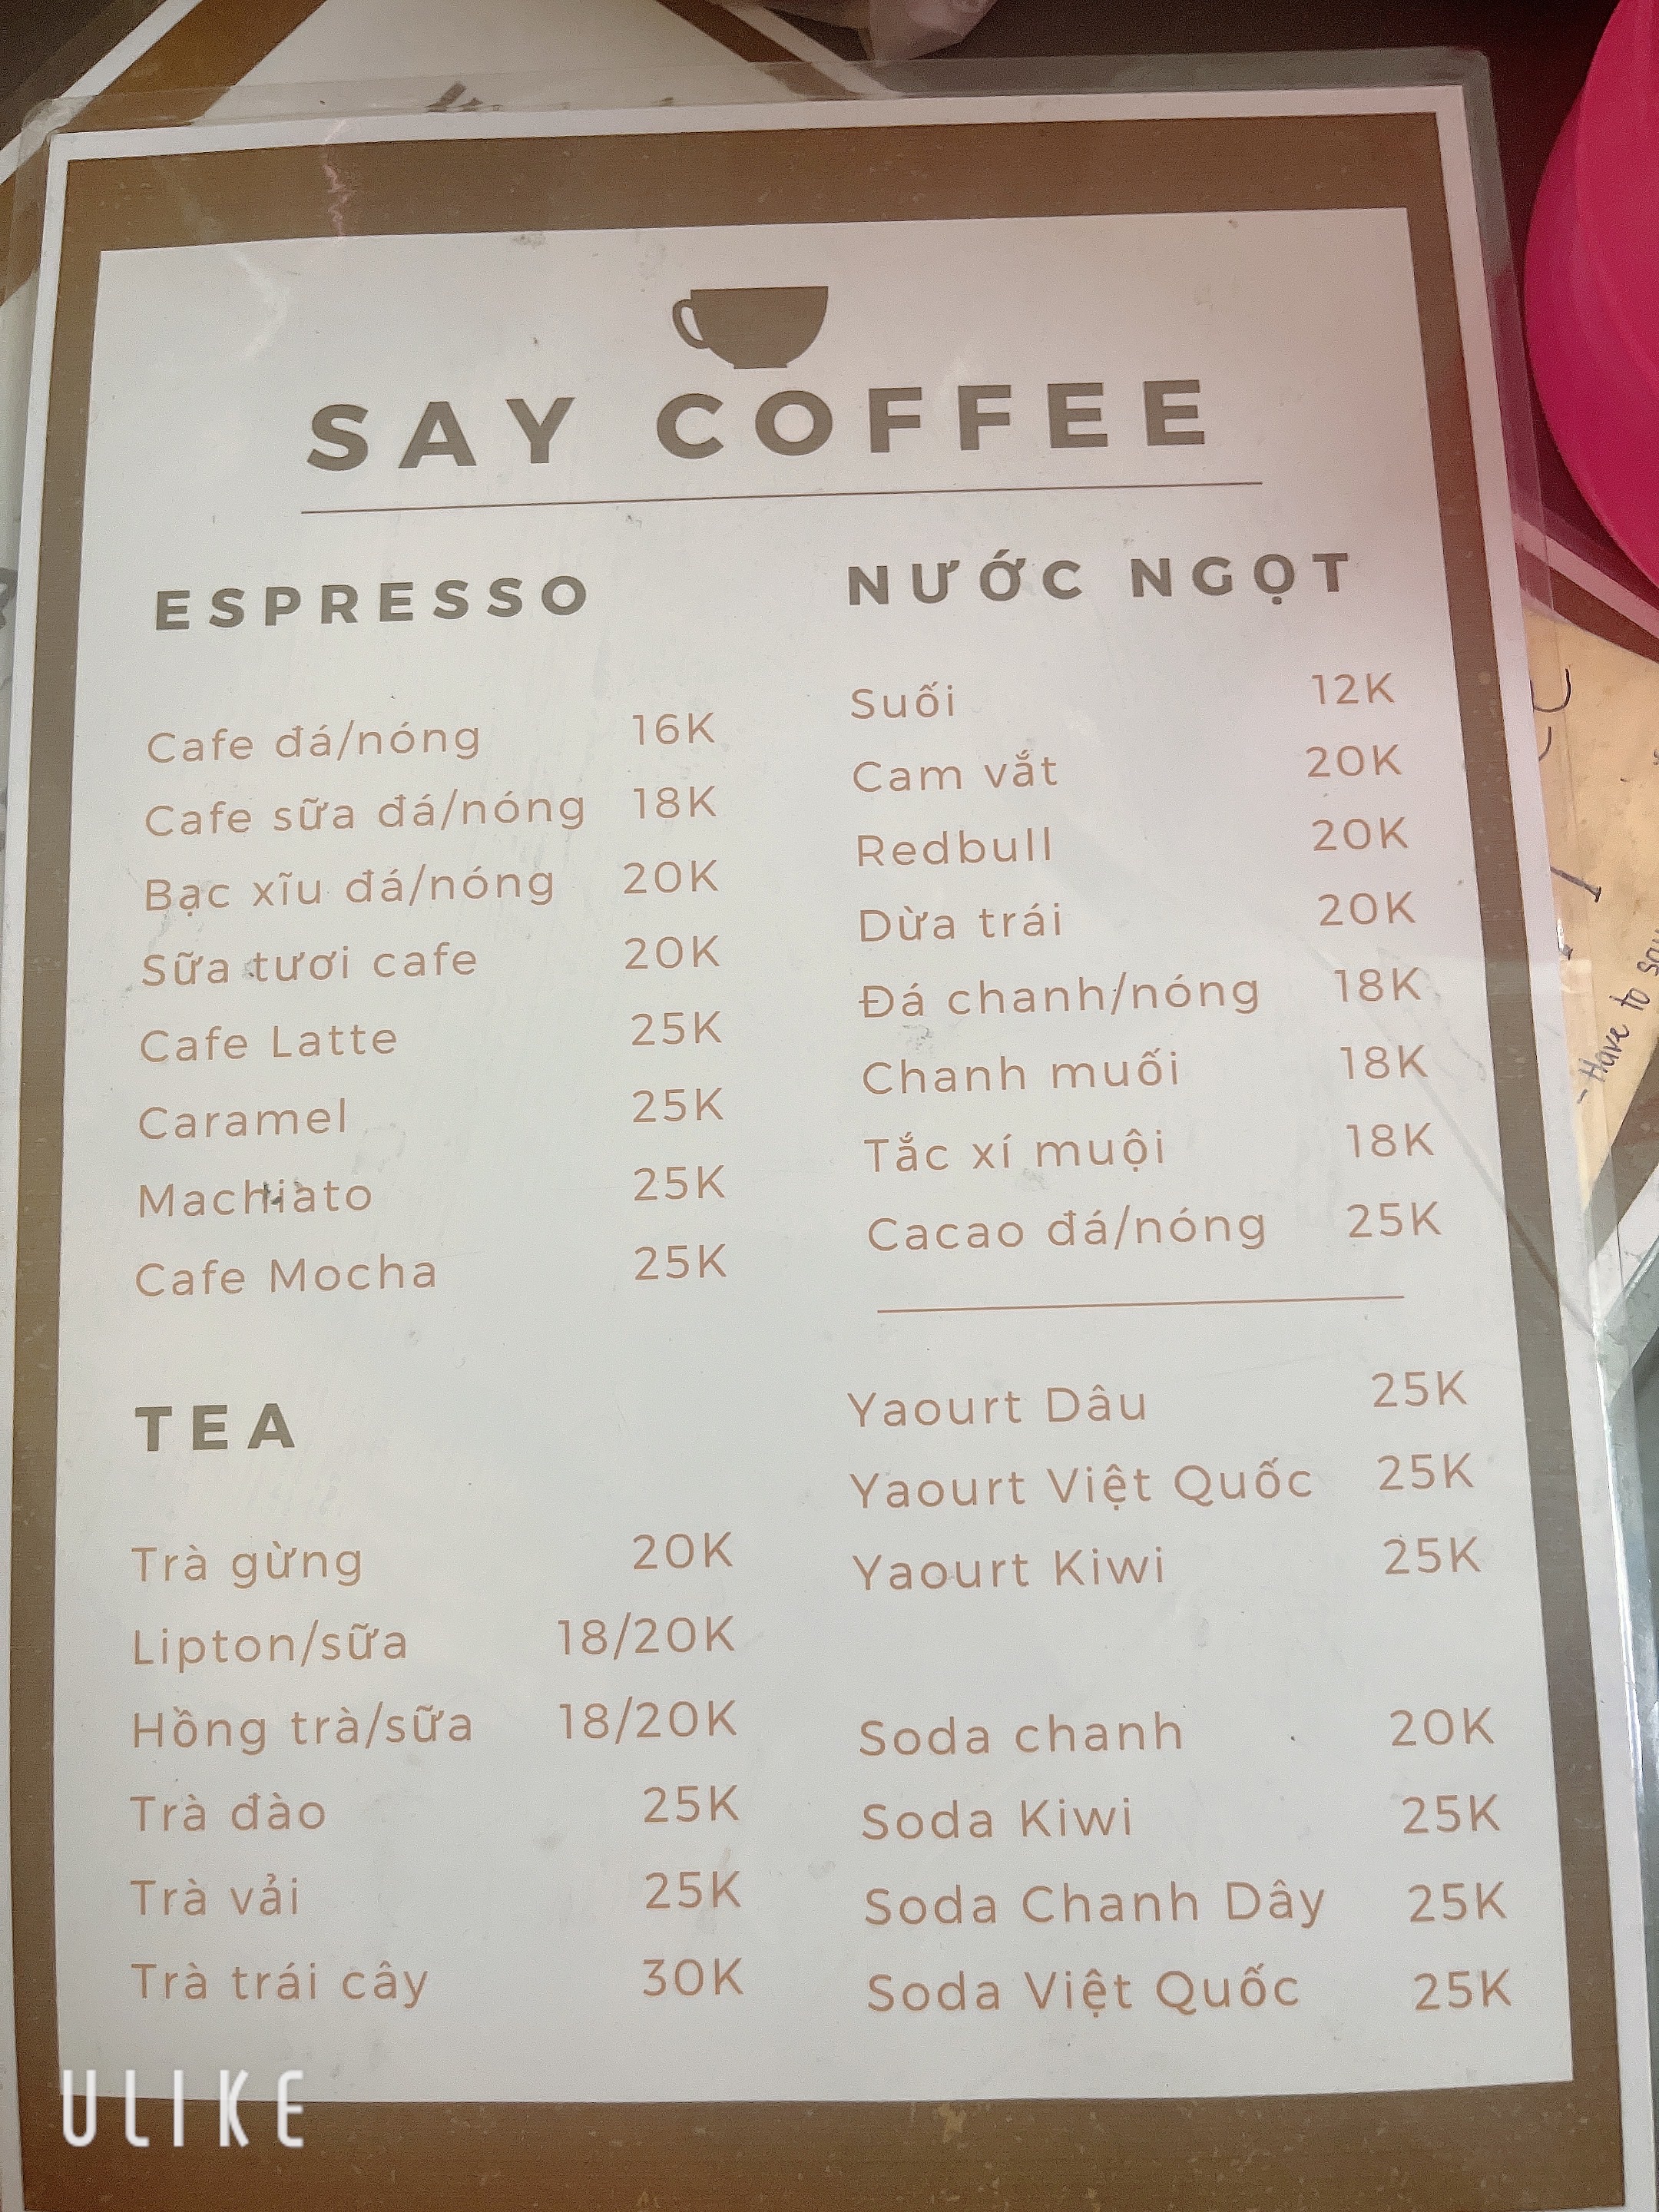 SAY COFFEE
ESPRESSO
Cafe đá/nóng 16K
Cafe sữa đá/nóng 18K
Bạc xĩu đá/nóng 20K
Sữa tươi cafe 20K
Cafe Latte 25K
Caramel 25K
Machiato 25K
Cafe Mocha 25K
TEA
Trà gừng 20K
Lipton/sữa 18/20K
Hồng trà/sữa 18/20K
Trà đào 25K
Trà vải 25K
Trà trái cây 30K
NƯỚC NGỌT
Suối 12K
Cam vắt 20K
Redbull 20K
Dừa trái 20K
Đá chanh/nóng 18K
Chanh muối 18K
Tắc xí muội 18K
Cacao đá/nóng 25K
Yaourt Dâu 25K
Yaourt Việt Quốc 25K
Yaourt Kiwi 25K
Soda chanh 20K
Soda Kiwi 25K
Soda Chanh Dây 25K
Soda Việt Quốc 25K
- Have to
ULIKE